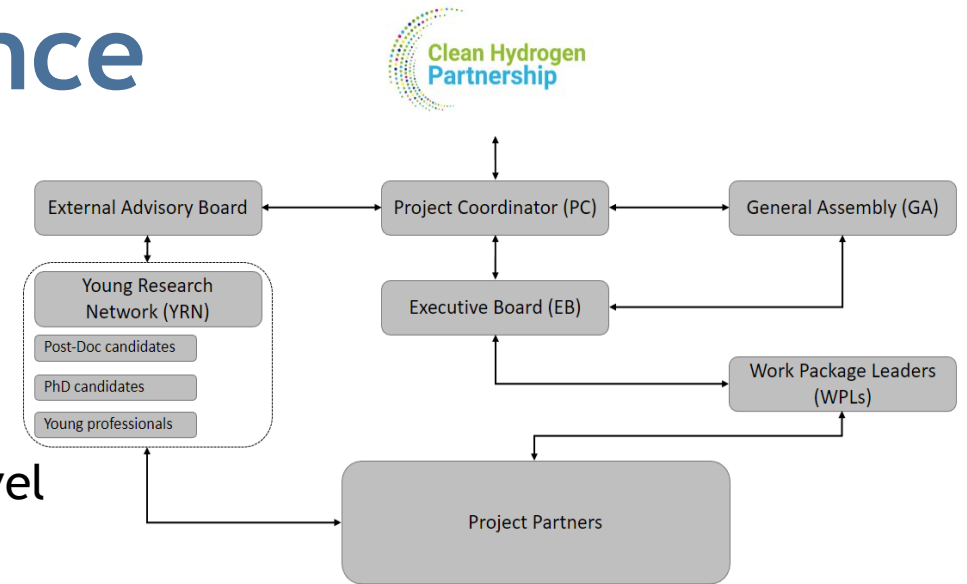 nce
Clean Hydrogen
Partnership
External Advisory Board
Project Coordinator (PC)
General Assembly (GA)
Young Research
Network (YRN)
Executive Board (EB)
Post-Doc candidates
PhD candidates
Young professionals
Work Package Leaders
(WPLs)
vel
Project Partners